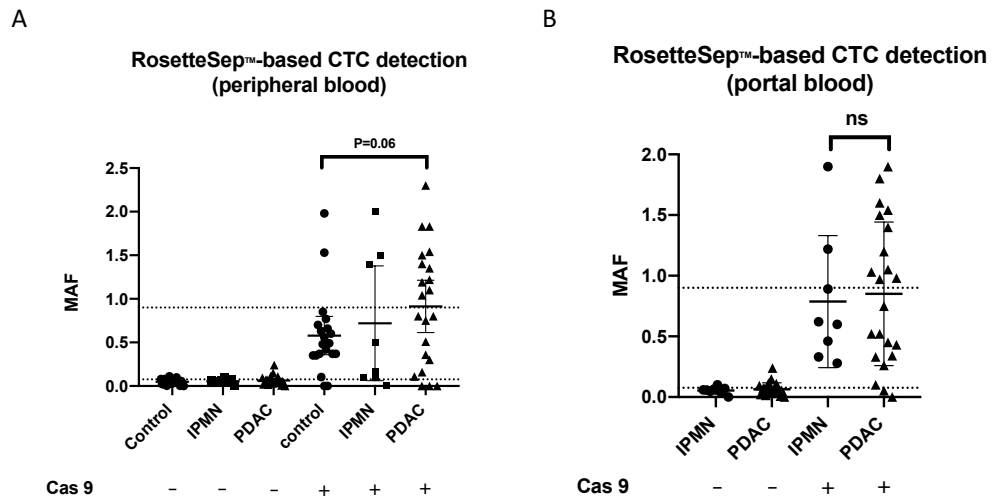 A
RosetteSep™-based CTC detection
(peripheral blood)
P=0.06
2.5
2.0
1.5
1.0
0.5
0.0
MAF
Control
IPMN
PDAC
control
IPMN
PDAC
Cas 9 - - - + + +
B
RosetteSep™-based CTC detection
(portal blood)
ns
2.0
1.5
1.0
0.5
0.0
MAF
IPMN
PDAC
IPMN
PDAC
Cas 9 - - + +